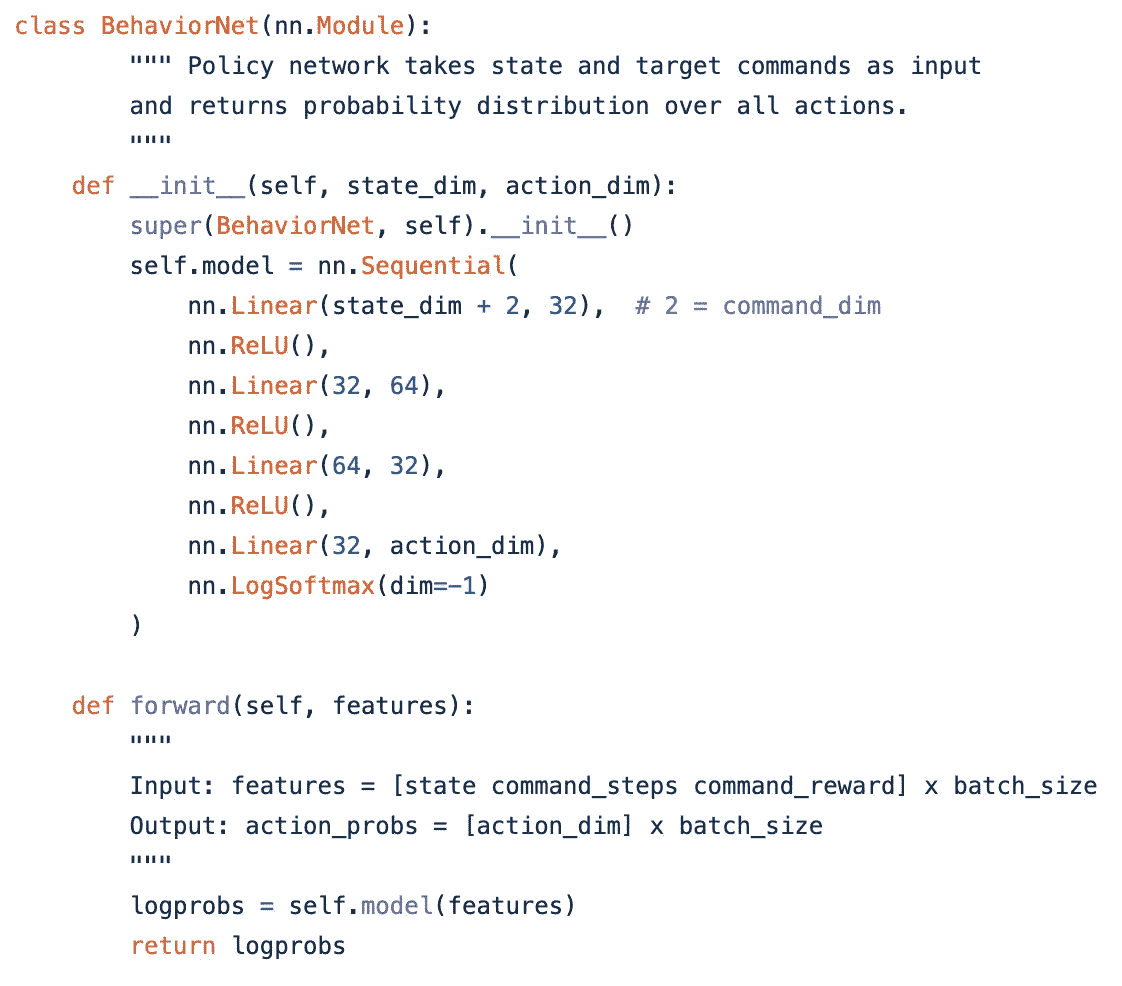 class BehaviorNet(nn.Module):
        """ Policy network takes state and target commands as input
        and returns probability distribution over all actions.
        """
    def __init__(self, state_dim, action_dim):
        super(BehaviorNet, self).__init__()
        self.model = nn.Sequential(
            nn.Linear(state_dim + 2, 32),  # 2 = command_dim
            nn.ReLU(),
            nn.Linear(32, 64),
            nn.ReLU(),
            nn.Linear(64, 32),
            nn.ReLU(),
            nn.Linear(32, action_dim),
            nn.LogSoftmax(dim=-1)
        )
    def forward(self, features):
        """
        Input: features = [state command_steps command_reward] x batch_size
        Output: action_probs = [action_dim] x batch_size
        """
        logprobs = self.model(features)
        return logprobs